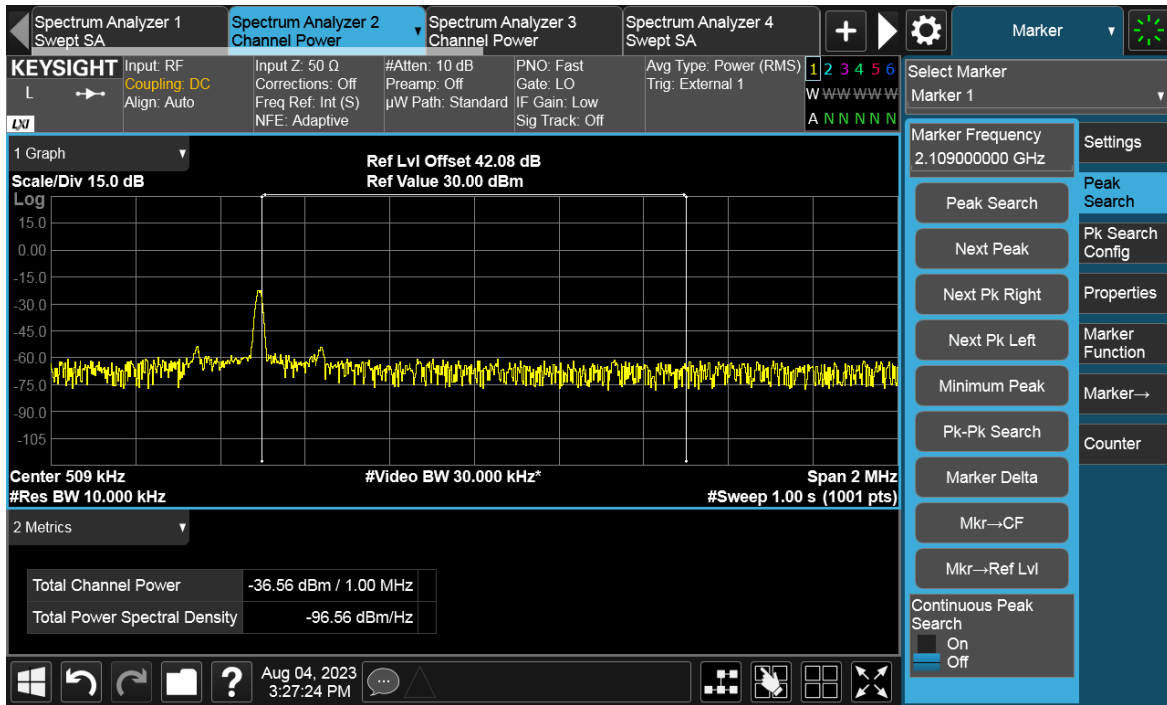 Spectrum Analyzer 1
Swept SA
Spectrum Analyzer 2
Channel Power
Spectrum Analyzer 3
Channel Power
Spectrum Analyzer 4
Swept SA
+
Marker
KEYSIGHT
L
LXI
Input: RF
Coupling: DC
Align: Auto
Input Z: 50 Ω
Corrections: Off
Freq Ref: Int (S)
NFE: Adaptive
#Atten: 10 dB
Preamp: Off
µW Path: Standard
PNO: Fast
Gate: LO
IF Gain: Low
Sig Track: Off
Avg Type: Power (RMS)
Trig: External 1
1 2 3 4 5 6
W W W W W W
A N N N N N
Select Marker
Marker 1
1 Graph
Scale/Div 15.0 dB
Ref Lvl Offset 42.08 dB
Ref Value 30.00 dBm
Log
15.0
0.00
-15.0
-30.0
-45.0
-60.0
-75.0
-90.0
-105
Center 509 kHz
#Res BW 10.000 kHz
#Video BW 30.000 kHz*
Span 2 MHz
#Sweep 1.00 s (1001 pts)
2 Metrics
Total Channel Power -36.56 dBm / 1.00 MHz
Total Power Spectral Density -96.56 dBm/Hz
Marker Frequency
2.109000000 GHz
Peak Search
Next Peak
Next Pk Right
Next Pk Left
Minimum Peak
Pk-Pk Search
Marker Delta
Mkr→CF
Mkr→Ref Lvl
Continuous Peak
Search
On
Off
Settings
Peak
Search
Pk Search
Config
Properties
Marker
Function
Marker→
Counter
?
Aug 04, 2023
3:27:24 PM